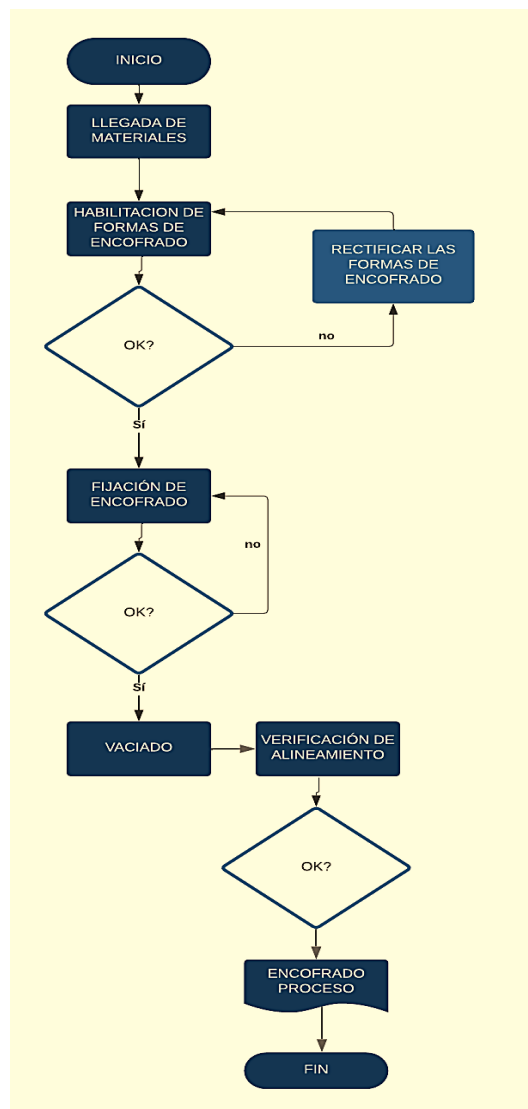 INICIO
LLEGADA DE
MATERIALES
HABILITACION DE
FORMAS DE
ENCOFRADO
RECTIFICAR LAS
FORMAS DE
ENCOFRADO
OK?
no
Sí
FIJACIÓN DE
ENCOFRADO
no
OK?
Sí
VACIADO
VERIFICACIÓN DE
ALINEAMIENTO
OK?
ENCOFRADO
PROCESO
FIN